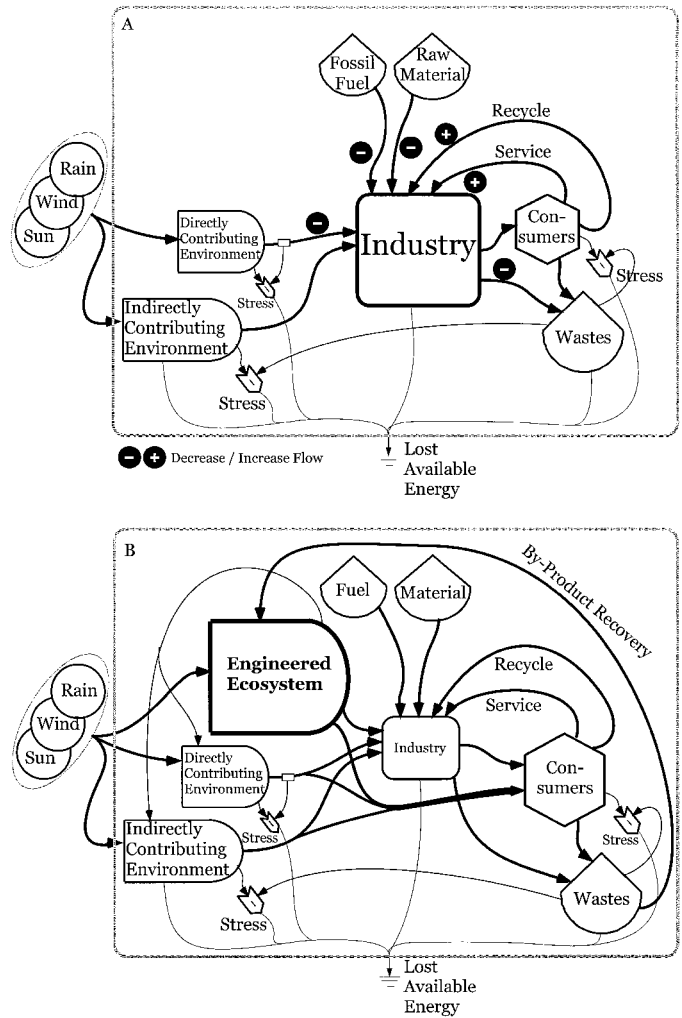 A
Fossil
Fuel
Raw
Material
Recycle
Service
Rain
Wind
Sun
Directly
Contributing
Environment
Industry
Con-
sumers
Stress
Stress
Indirectly
Contributing
Environment
Wastes
Stress
Decrease / Increase Flow
Lost
Available
Energy
B
By-Product Recovery
Fuel
Material
Engineered
Ecosystem
Recycle
Service
Rain
Wind
Sun
Directly
Contributing
Environment
Industry
Con-
sumers
Stress
Stress
Indirectly
Contributing
Environment
Wastes
Stress
Lost
Available
Energy